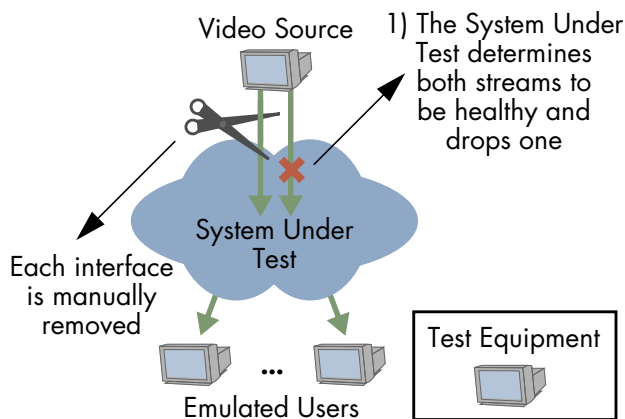 Video Source
1) The System Under
Test determines
both streams to
be healthy and
drops one
System Under
Test
Each interface
is manually
removed
Test Equipment
...
Emulated Users